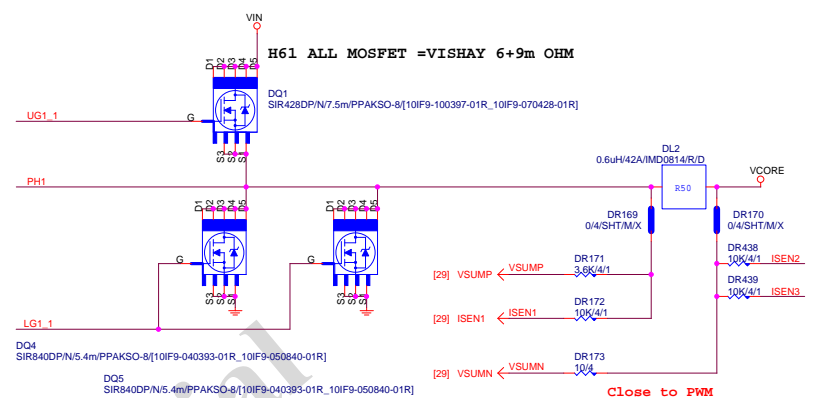 VIN
H61 ALL MOSFET =VISHAY 6+9m OHM
D1 D2 D3 D4 D5
DQ1
SIR428DP/N/7.5m/PPAKSO-8/[10IF9-100397-01R_10IF9-070428-01R]
UG1_1
G
S3 S2 S1
DL2
0.6uH/42A/IMD0814/R/D
VCORE
PH1
R50
D1 D2 D3 D4 D5
D1 D2 D3 D4 D5
DR169
0/4/SHT/M/X
DR170
0/4/SHT/M/X
G
G
DR438
10K/4/1
ISEN2
DR171
3.6K/4/1
[29] VSUMP
VSUMP
DR439
10K/4/1
ISEN3
S3 S2 S1
S3 S2 S1
DR172
10K/4/1
[29] ISEN1
ISEN1
LG1_1
DQ4
SIR840DP/N/5.4m/PPAKSO-8/[10IF9-040393-01R_10IF9-050840-01R]
DR173
10/4
[29] VSUMN
VSUMN
DQ5
SIR840DP/N/5.4m/PPAKSO-8/[10IF9-040393-01R_10IF9-050840-01R]
Close to PWM
ial